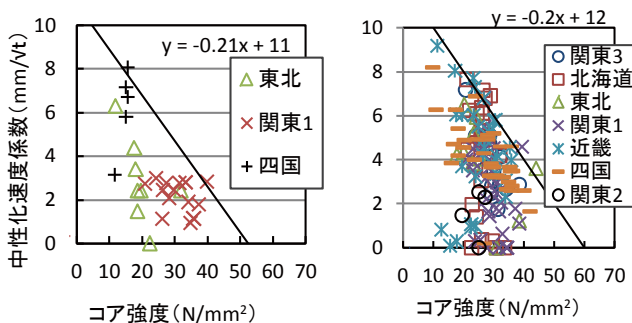 中性化速度係数(mm/√t)
10
8
6
4
2
0
0 10 20 30 40 50 60 70
コア強度(N/mm²)
y = -0.21x + 11
東北
関東1
四国
10
8
6
4
2
0
0 10 20 30 40 50 60 70
コア強度(N/mm²)
y = -0.2x + 12
関東3
北海道
東北
関東1
近畿
四国
関東2